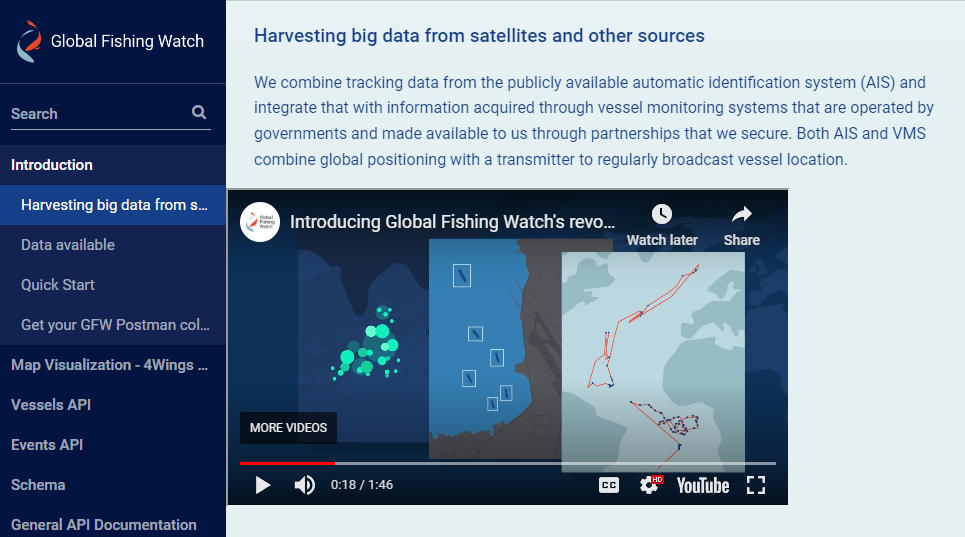 Global Fishing Watch
Search
Introduction
Harvesting big data from s...
Data available
Quick Start
Get your GFW Postman col...
Map Visualization - 4Wings ...
Vessels API
Events API
Schema
General API Documentation
Harvesting big data from satellites and other sources
We combine tracking data from the publicly available automatic identification system (AIS) and
integrate that with information acquired through vessel monitoring systems that are operated by
governments and made available to us through partnerships that we secure. Both AIS and VMS
combine global positioning with a transmitter to regularly broadcast vessel location.
Global
Fishing
Watch
Introducing Global Fishing Watch's revo...
Watch later
Share
MORE VIDEOS
0:18 / 1:46
CC
HD
YouTube